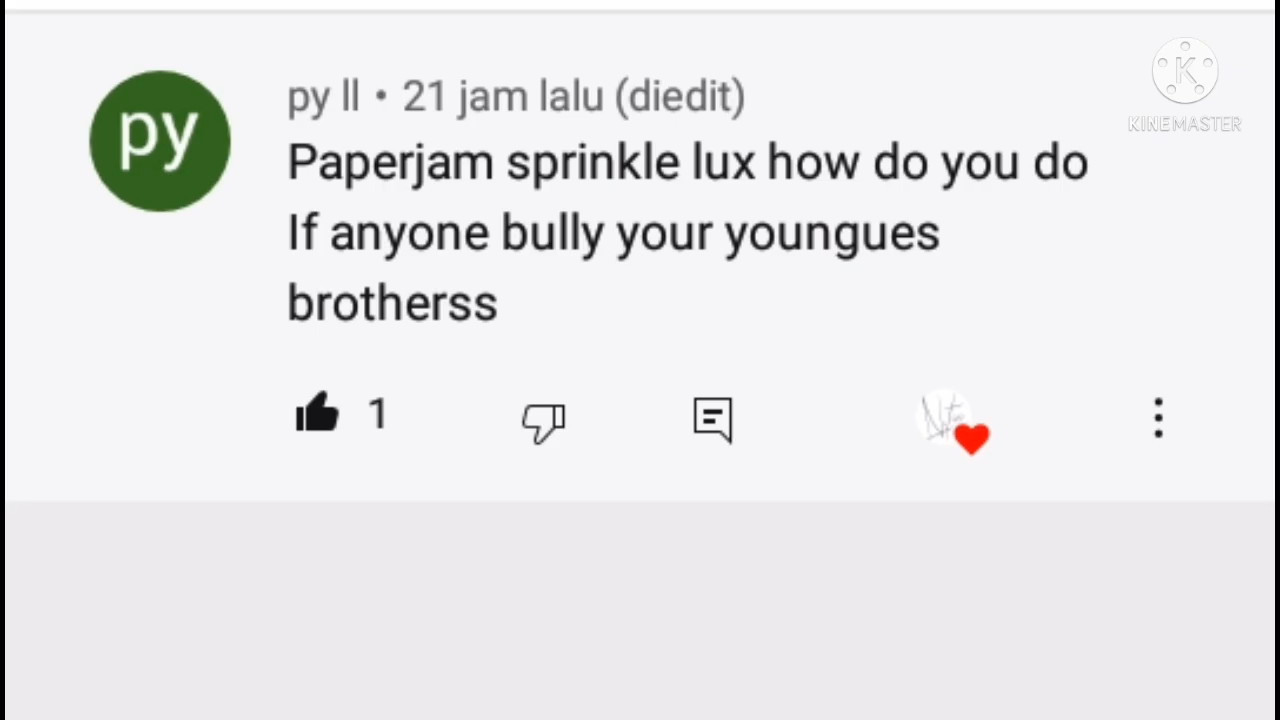 py ll • 21 jam lalu (diedit)
py
Paperjam sprinkle lux how do you do
If anyone bully your youngues
brotherss
1
K
KINEMASTER